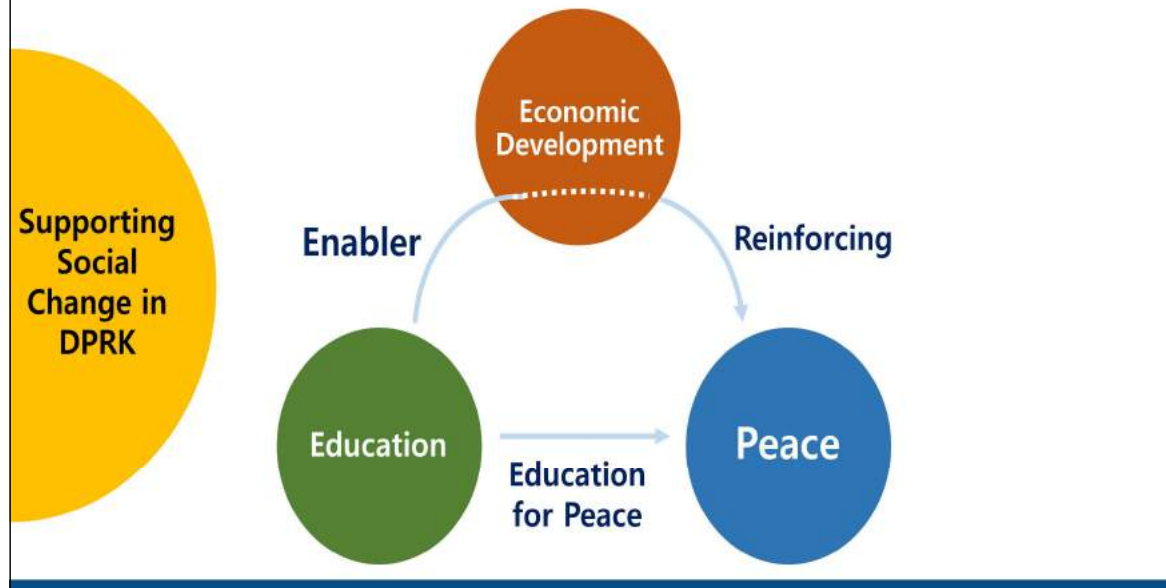 Supporting
Social
Change in
DPRK
Economic
Development
Enabler
Reinforcing
Education
Education
for Peace
Peace